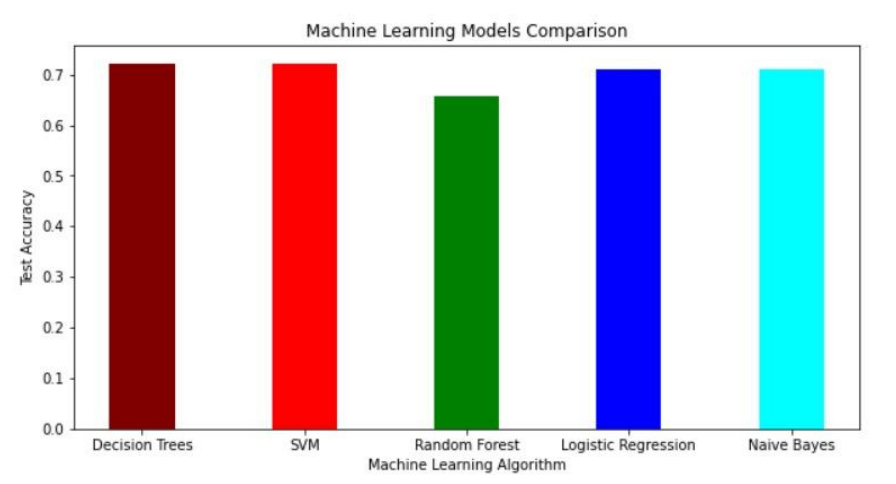 Machine Learning Models Comparison
Test Accuracy
0.7
0.6
0.5
0.4
0.3
0.2
0.1
0.0
Decision Trees SVM Random Forest Logistic Regression Naive Bayes
Machine Learning Algorithm